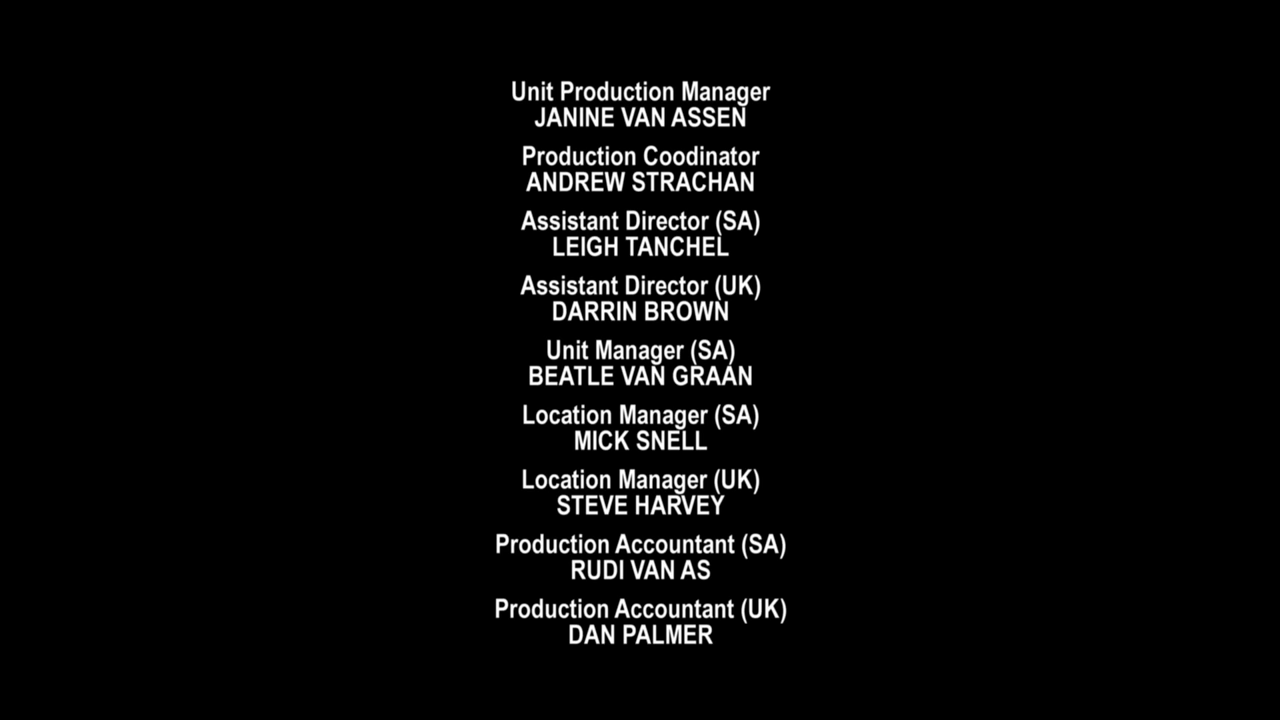 Unit Production Manager
JANINE VAN ASSEN
Production Coodinator
ANDREW STRACHAN
Assistant Director (SA)
LEIGH TANCHEL
Assistant Director (UK)
DARRIN BROWN
Unit Manager (SA)
BEATLE VAN GRAAN
Location Manager (SA)
MICK SNELL
Location Manager (UK)
STEVE HARVEY
Production Accountant (SA)
RUDI VAN AS
Production Accountant (UK)
DAN PALMER